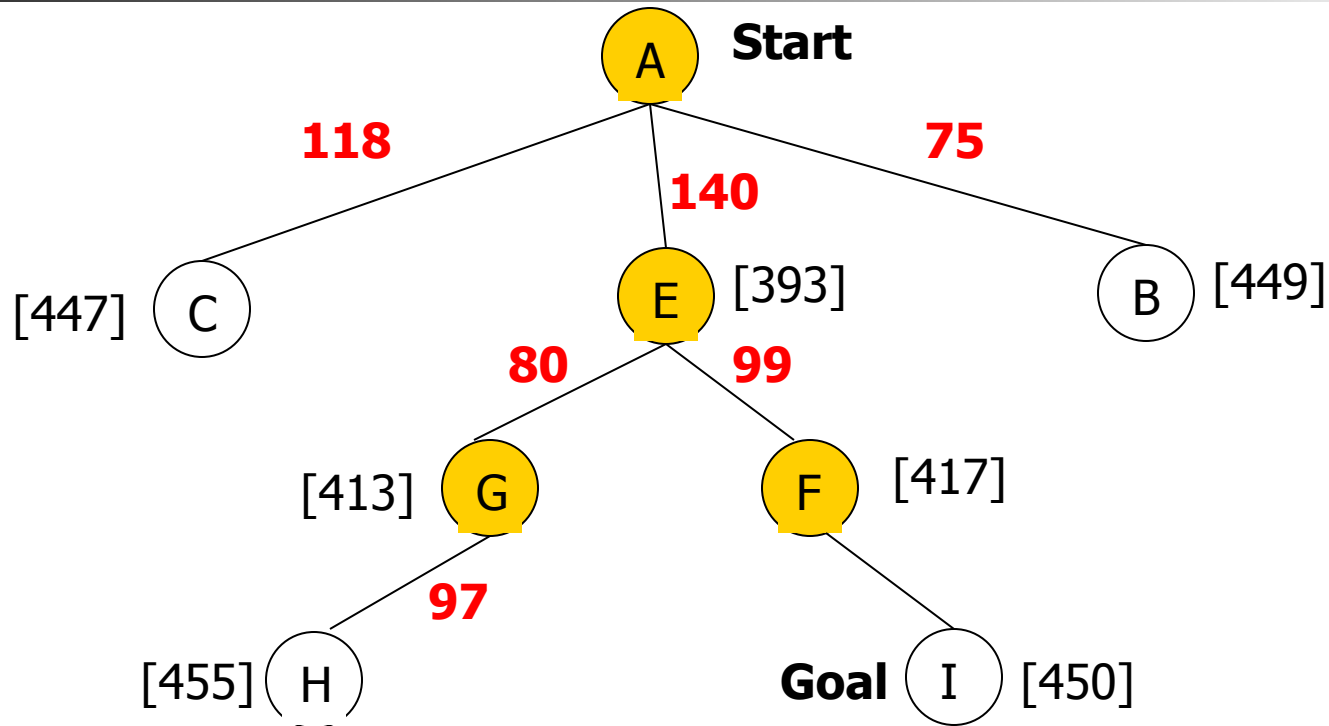 A Start
118
75
140
[447] C
E [393]
B [449]
80
99
[413] G
F [417]
97
[455] H
Goal I [450]